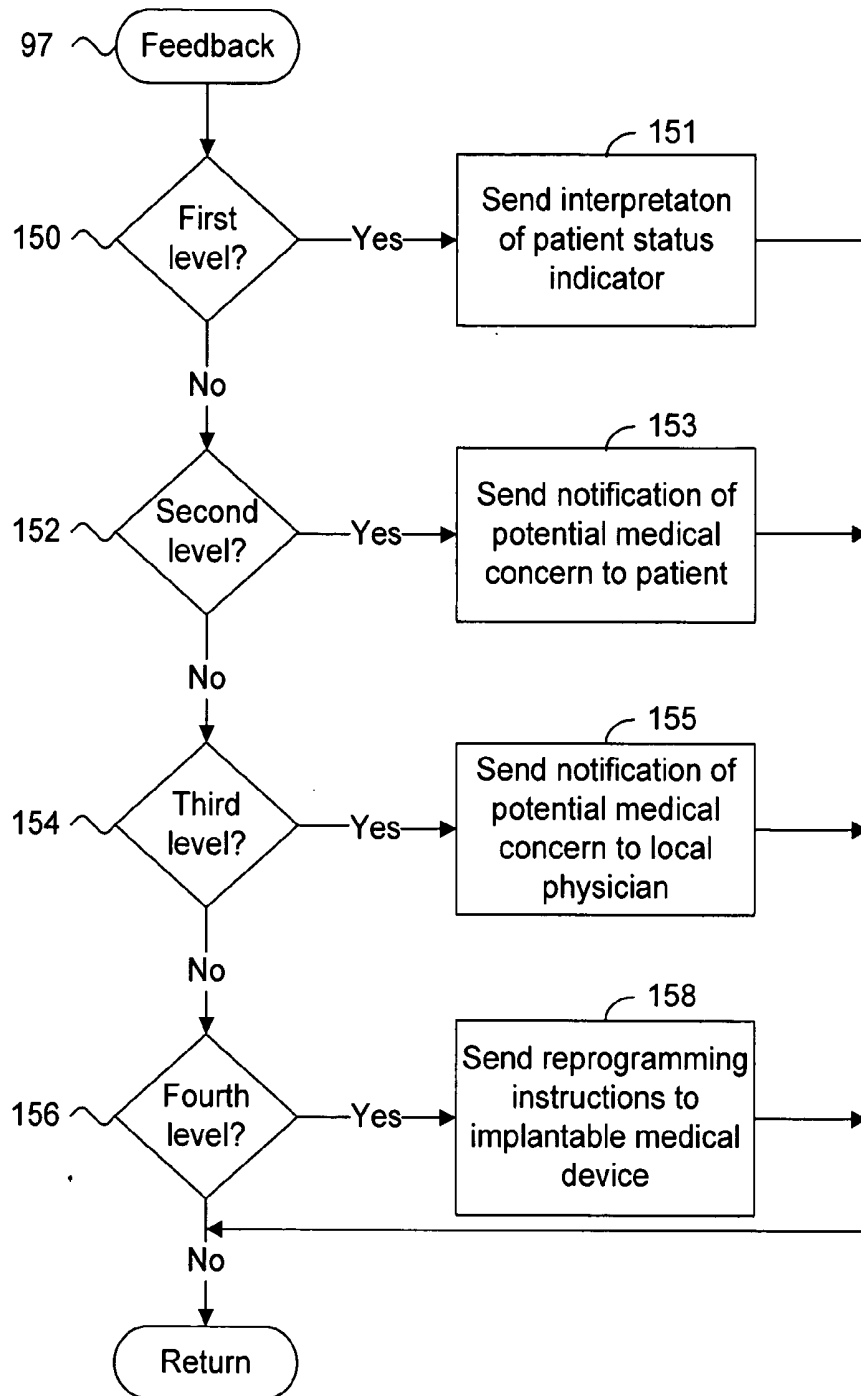 97
Feedback
151
150
First
level?
Yes
Send interpretaton
of patient status
indicator
No
153
152
Second
level?
Yes
Send notification of
potential medical
concern to patient
No
155
154
Third
level?
Yes
Send notification of
potential medical
concern to local
physician
No
158
156
Fourth
level?
Yes
Send reprogramming
instructions to
implantable medical
device
No
Return